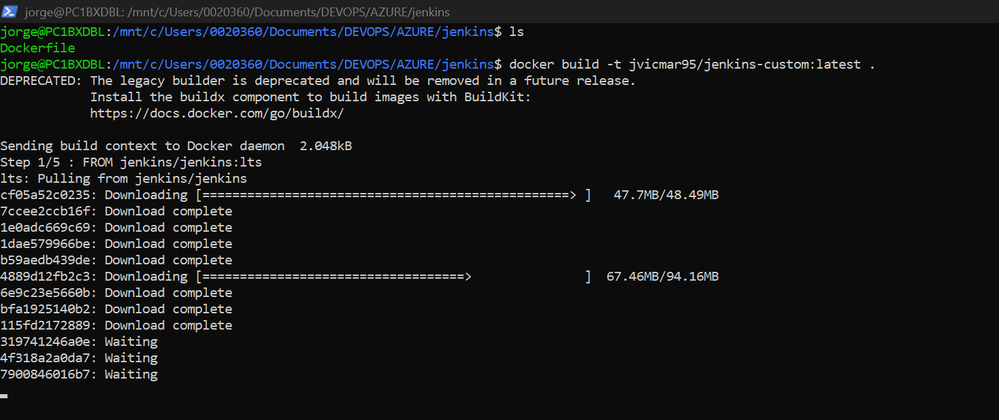 jorge@PC1BXDBL: /mnt/c/Users/0020360/Documents/DEVOPS/AZURE/jenkins
jorge@PC1BXDBL:/mnt/c/Users/0020360/Documents/DEVOPS/AZURE/jenkins$ ls
Dockerfile
jorge@PC1BXDBL:/mnt/c/Users/0020360/Documents/DEVOPS/AZURE/jenkins$ docker build -t jvicmar95/jenkins-custom:latest .
DEPRECATED: The legacy builder is deprecated and will be removed in a future release.
            Install the buildx component to build images with BuildKit:
            https://docs.docker.com/go/buildx/

Sending build context to Docker daemon  2.048kB
Step 1/5 : FROM jenkins/jenkins:lts
lts: Pulling from jenkins/jenkins
cf05a52c0235: Downloading [=================================================> ]   47.7MB/48.49MB
7ccee2ccb16f: Download complete
1e0adc669c69: Download complete
1dae579966be: Download complete
b59aedb439de: Download complete
4889d12fb2c3: Downloading [===================================>               ]  67.46MB/94.16MB
6e9c23e5660b: Download complete
bfa1925140b2: Download complete
115fd2172889: Download complete
319741246a0e: Waiting
4f318a2a0da7: Waiting
7900846016b7: Waiting